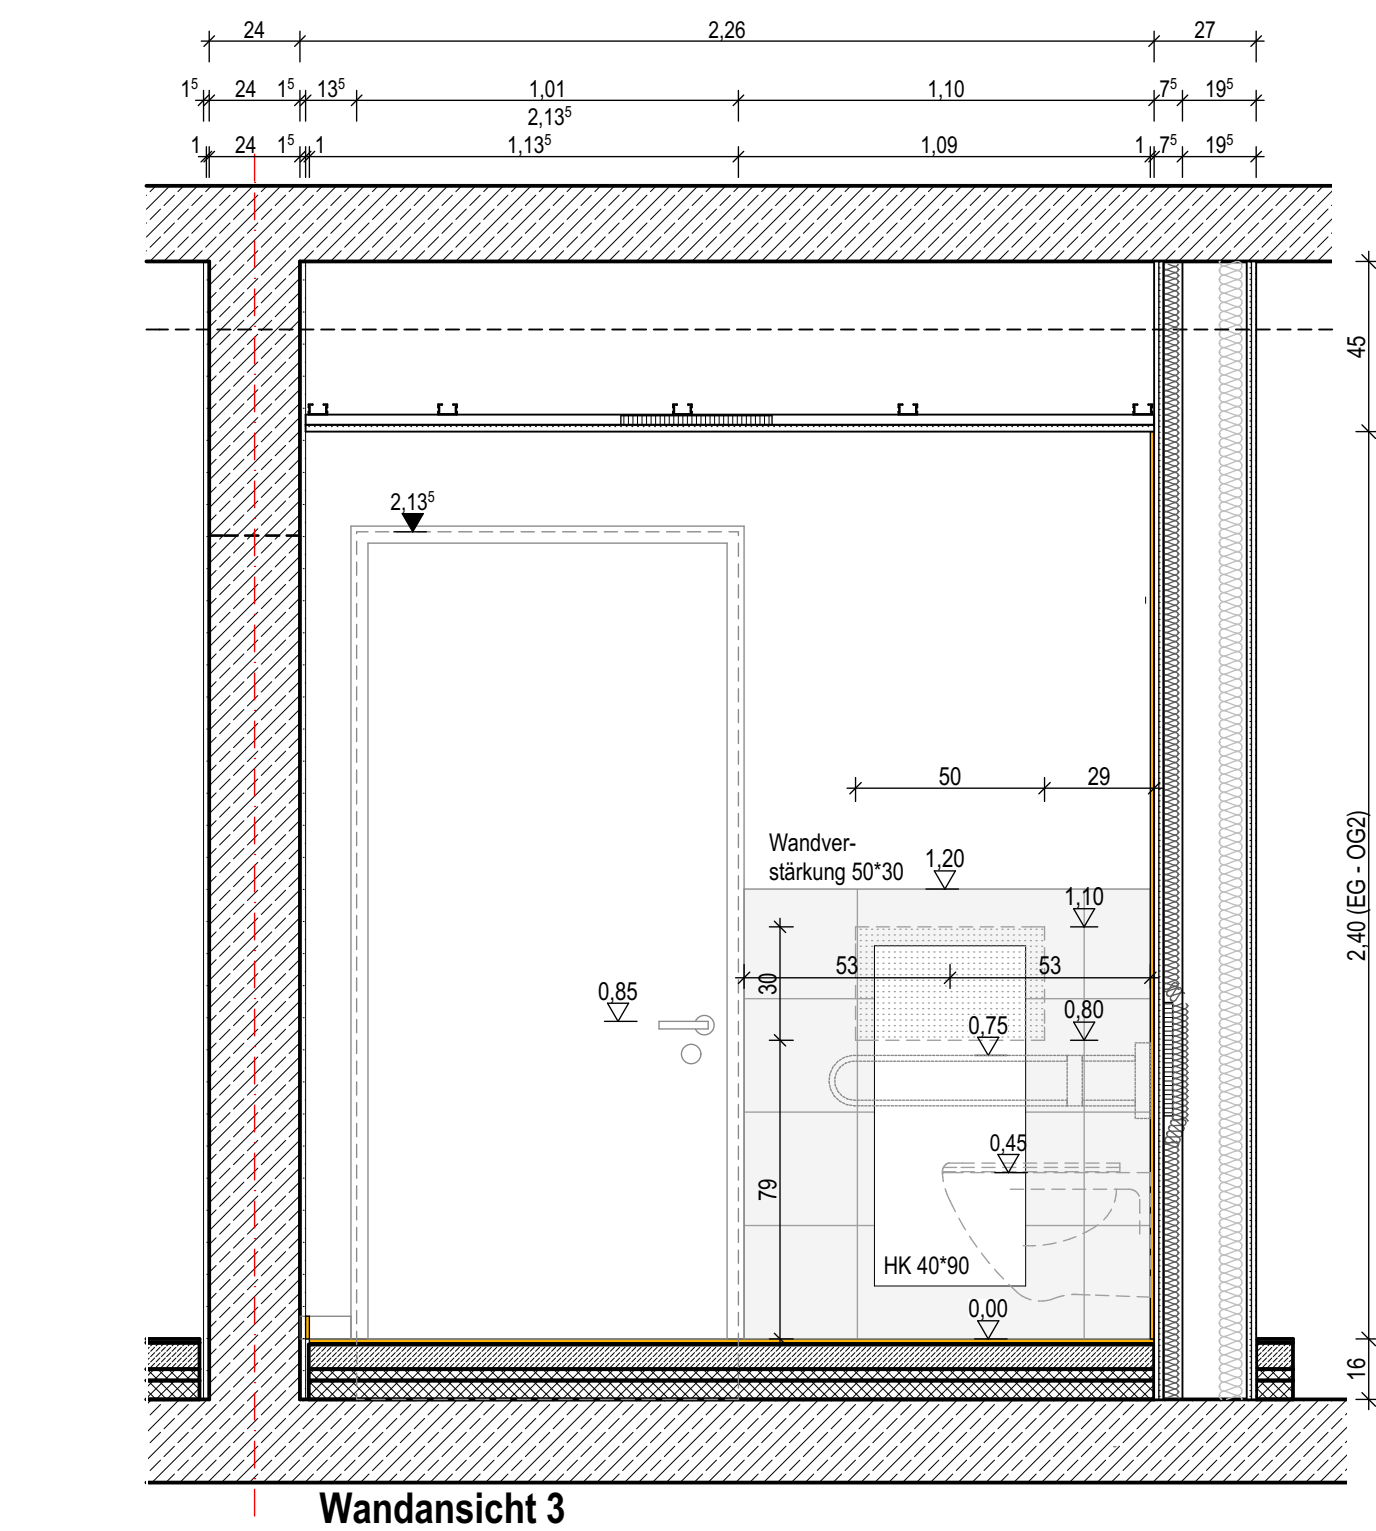 24 2,26 27
1⁵ 24 1⁵ 13⁵ 1,01 1,10 7⁵ 19⁵
2,13⁵
1 24 1⁵ 1 1,13⁵ 1,09 1 7⁵ 19⁵
45
2,13⁵
50 29
2,40 (EG - OG2)
Wandver-
stärkung 50*30
1,20
1,10
53 53
30
0,85
0,80
0,75
0,45
79
HK 40*90
0,00
16
Wandansicht 3